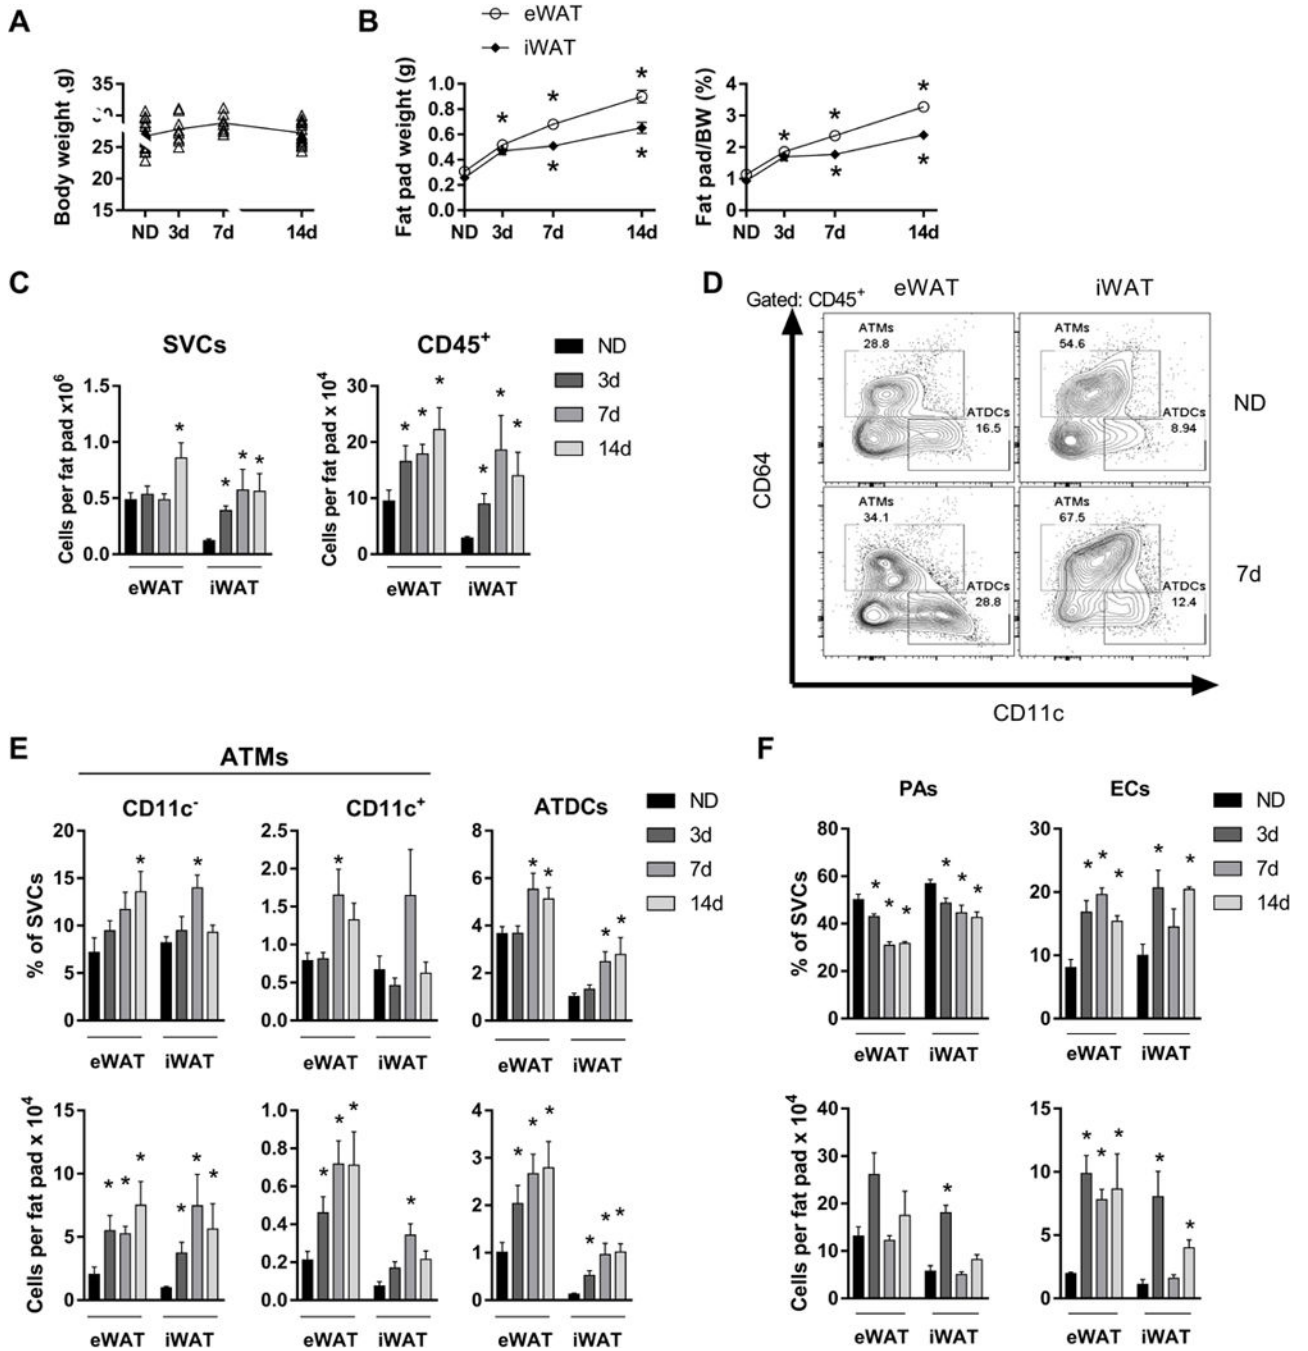 A
Body weight (g)
35
25
15
ND 3d 7d 14d
B
eWAT
iWAT
Fat pad weight (g)
1.0
0.8
0.6
0.4
0.2
0.0
ND 3d 7d 14d
* * *
* *
Fat pad/BW (%)
4
3
2
1
0
ND 3d 7d 14d
* * *
* *
C
SVCs
Cells per fat pad x10⁶
1.5
1.0
0.5
0.0
* * * *
eWAT iWAT
CD45⁺
Cells per fat pad x 10⁴
30
20
10
0
* * * * * *
eWAT iWAT
ND
3d
7d
14d
D
Gated: CD45⁺
eWAT iWAT
CD64
ATMs
28.8
ATDCs
16.5
ATMs
54.6
ATDCs
8.94
ND
ATMs
34.1
ATDCs
28.8
ATMs
67.5
ATDCs
12.4
7d
CD11c
E
ATMs
CD11c⁻
% of SVCs
20
15
10
5
0
* *
eWAT iWAT
CD11c⁺
2.5
2.0
1.5
1.0
0.5
0.0
*
eWAT iWAT
ATDCs
8
6
4
2
0
* * * *
eWAT iWAT
ND
3d
7d
14d
Cells per fat pad x 10⁴
15
10
5
0
* * * * * *
eWAT iWAT
1.0
0.8
0.6
0.4
0.2
0.0
* * * *
eWAT iWAT
4
3
2
1
0
* * * * * *
eWAT iWAT
F
PAs
% of SVCs
80
60
40
20
0
* * * * * *
eWAT iWAT
ECs
30
20
10
0
* * * * *
eWAT iWAT
ND
3d
7d
14d
Cells per fat pad x 10⁴
40
30
20
10
0
*
eWAT iWAT
15
10
5
0
* * * * *
eWAT iWAT